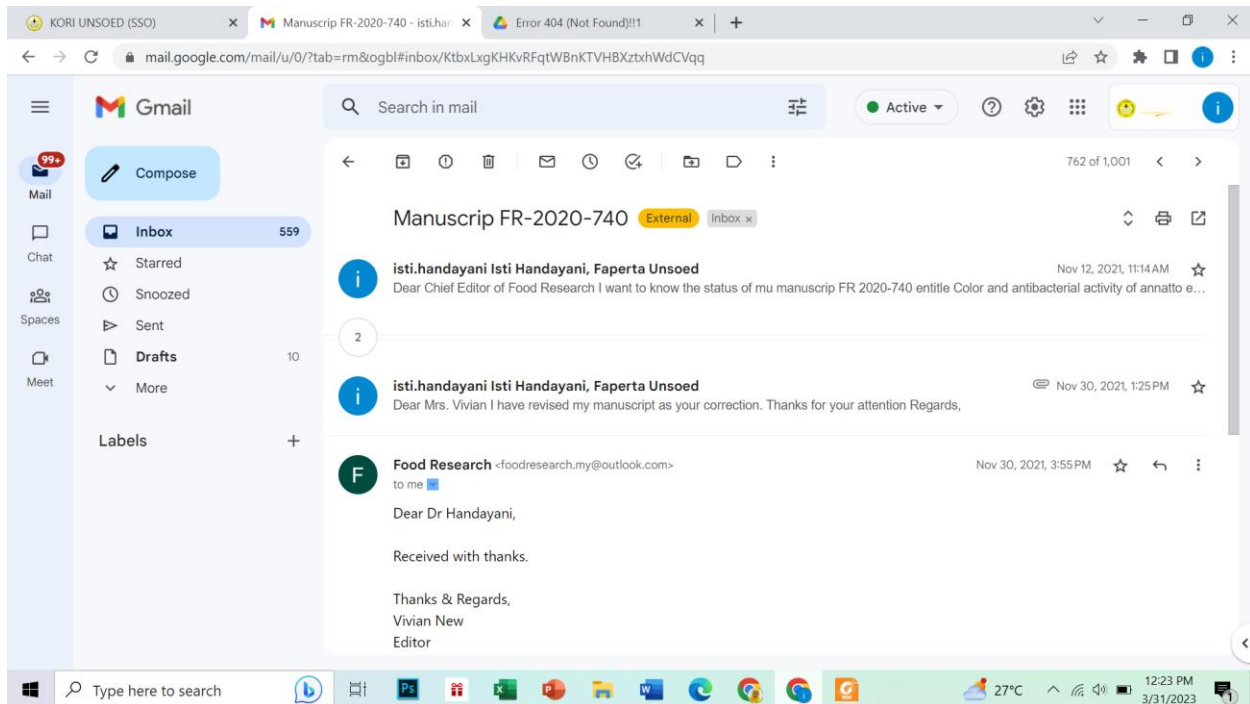 KORI UNSOED (SSO)
Manuscrip FR-2020-740 - isti.han
Error 404 (Not Found)!!1
mail.google.com/mail/u/0/?tab=rm&ogbl#inbox/KtbxLxgKHKvRFqtWBnKTVHBXztxhWdCVqq
Gmail
Search in mail
Active
i
99+
Mail
Chat
Spaces
Meet
Compose
Inbox 559
Starred
Snoozed
Sent
Drafts 10
More
Labels
762 of 1,001
Manuscrip FR-2020-740 External Inbox x
i
isti.handayani Isti Handayani, Faperta Unsoed Nov 12, 2021, 11:14 AM
Dear Chief Editor of Food Research I want to know the status of mu manuscrip FR 2020-740 entitle Color and antibacterial activity of annatto e...
2
i
isti.handayani Isti Handayani, Faperta Unsoed Nov 30, 2021, 1:25 PM
Dear Mrs. Vivian I have revised my manuscript as your correction. Thanks for your attention Regards,
F
Food Research <foodresearch.my@outlook.com> Nov 30, 2021, 3:55 PM
to me
Dear Dr Handayani,
Received with thanks.
Thanks & Regards,
Vivian New
Editor
Type here to search
27°C
12:23 PM
3/31/2023